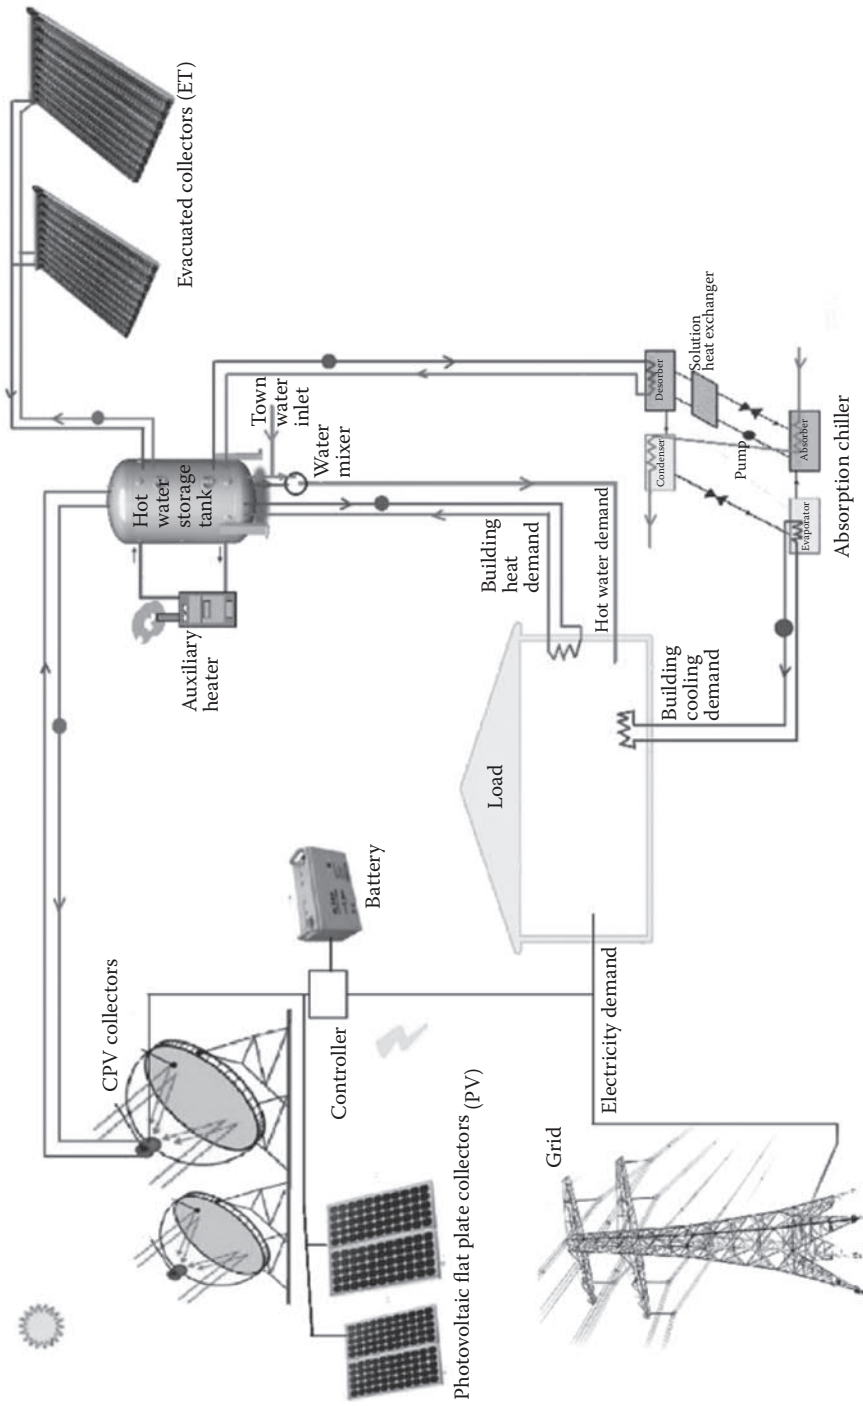 Evacuated collectors (ET)
CPV collectors
Hot
water
storage
tank
Town
water
inlet
Water
mixer
Auxiliary
heater
Battery
Controller
Photovoltaic flat plate collectors (PV)
Building
heat
demand
Hot water demand
Load
Building
cooling
demand
Electricity demand
Grid
Desorber
Solution
heat exchanger
Condenser
Pump
Absorber
Evaporator
Absorption chiller